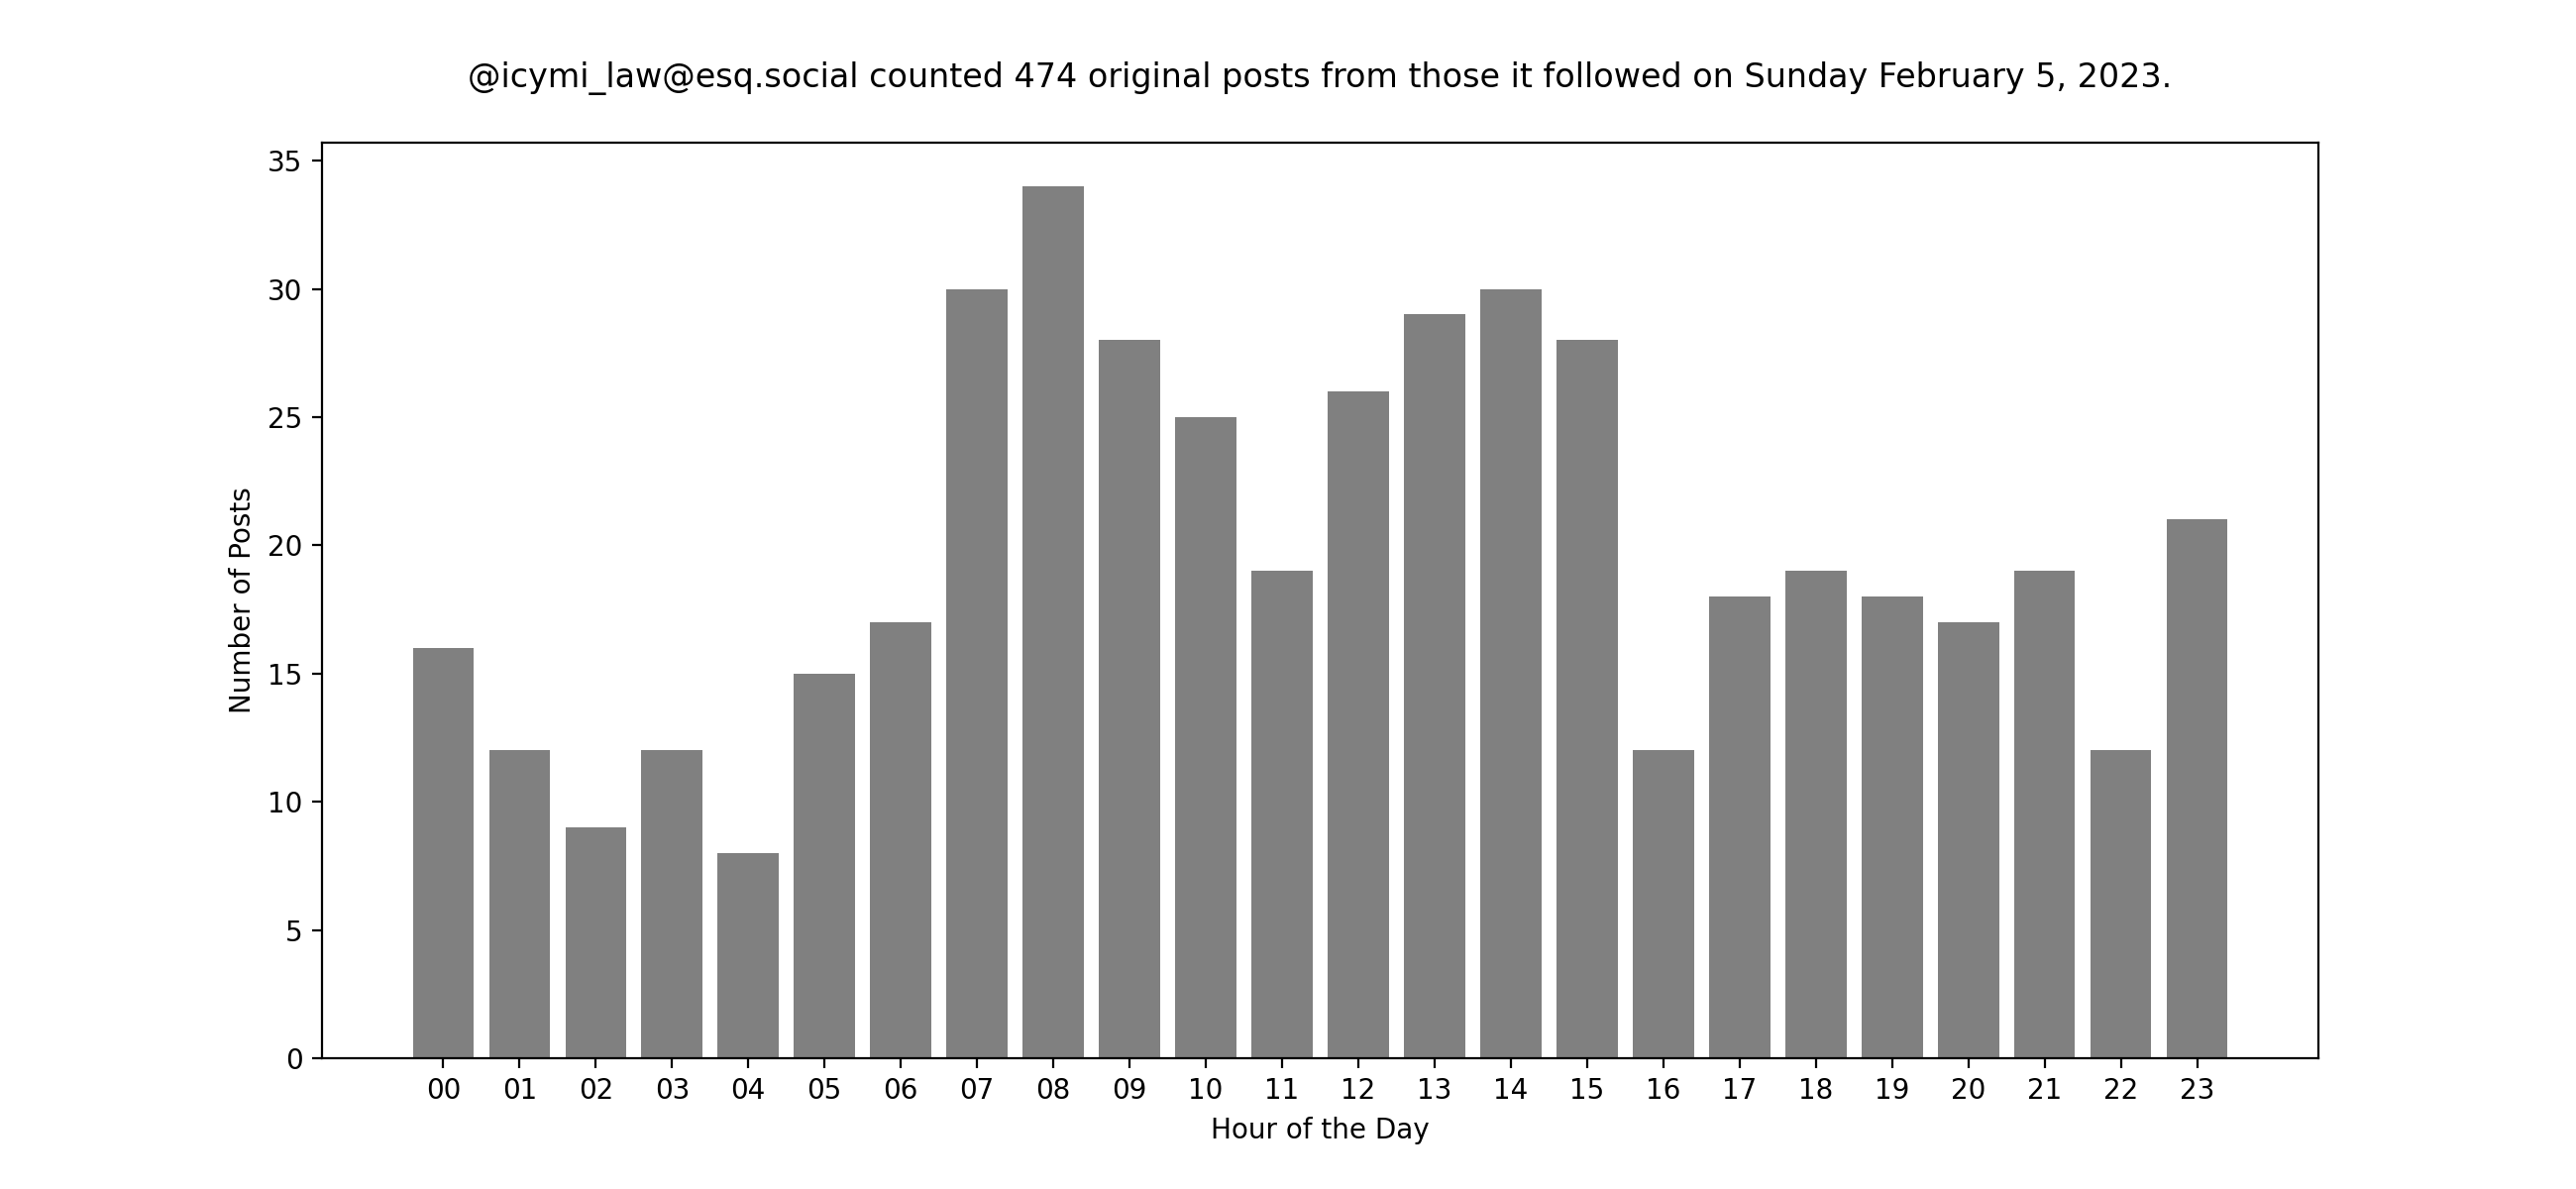 @icymi_law@esq.social counted 474 original posts from those it followed on Sunday February 5, 2023.
35
30
25
20
15
10
5
0
Number of Posts
00 01 02 03 04 05 06 07 08 09 10 11 12 13 14 15 16 17 18 19 20 21 22 23
Hour of the Day